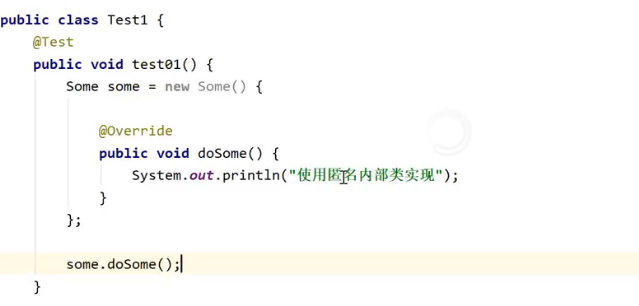 public class Test1 {
@Test
public void test01() {
Some some = new Some() {
@Override
public void doSome() {
System.out.println("使用匿名内部类实现");
}
};
some.doSome();
}